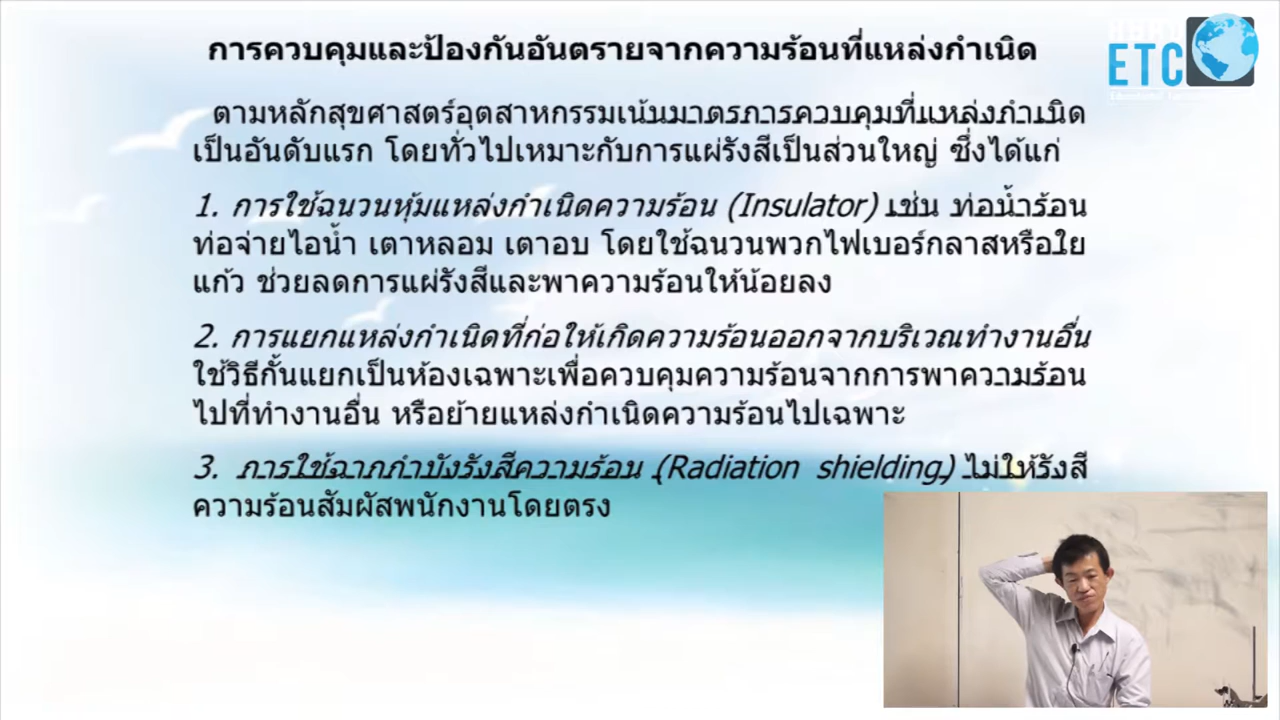 การควบคุมและป้องกันอันตรายจากความร้อนที่แหล่งกำเนิด
ETC
ตามหลักสุขศาสตร์อุตสาหกรรมเน้นมาตรการควบคุมที่แหล่งกำเนิด
เป็นอันดับแรก โดยทั่วไปเหมาะกับการแผ่รังสีเป็นส่วนใหญ่ ซึ่งได้แก่
1. การใช้ฉนวนหุ้มแหล่งกำเนิดความร้อน (Insulator) เช่น ท่อน้ำร้อน
ท่อจ่ายไอน้ำ เตาหลอม เตาอบ โดยใช้ฉนวนพวกไฟเบอร์กลาสหรือใย
แก้ว ช่วยลดการแผ่รังสีและพาความร้อนให้น้อยลง
2. การแยกแหล่งกำเนิดที่ก่อให้เกิดความร้อนออกจากบริเวณทำงานอื่น
ใช้วิธีกั้นแยกเป็นห้องเฉพาะเพื่อควบคุมความร้อนจากการพาความร้อน
ไปที่ทำงานอื่น หรือย้ายแหล่งกำเนิดความร้อนไปเฉพาะ
3. การใช้ฉากกำบังรังสีความร้อน (Radiation shielding) ไม่ให้รังสี
ความร้อนสัมผัสพนักงานโดยตรง